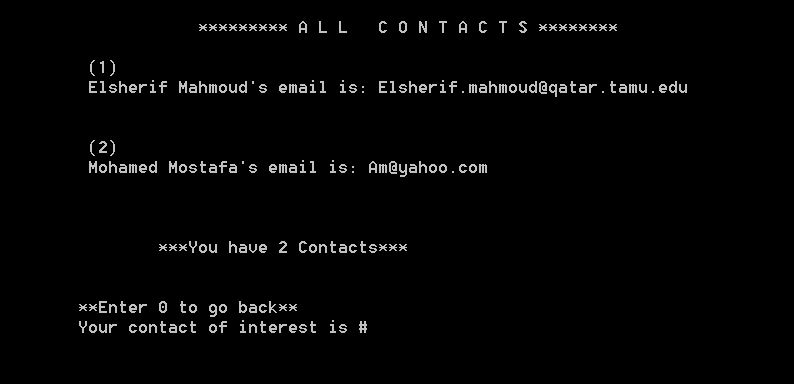 ********* A L L   C O N T A C T S ********
(1)
Elsherif Mahmoud's email is: Elsherif.mahmoud@qatar.tamu.edu
(2)
Mohamed Mostafa's email is: Am@yahoo.com
***You have 2 Contacts***
**Enter 0 to go back**
Your contact of interest is #